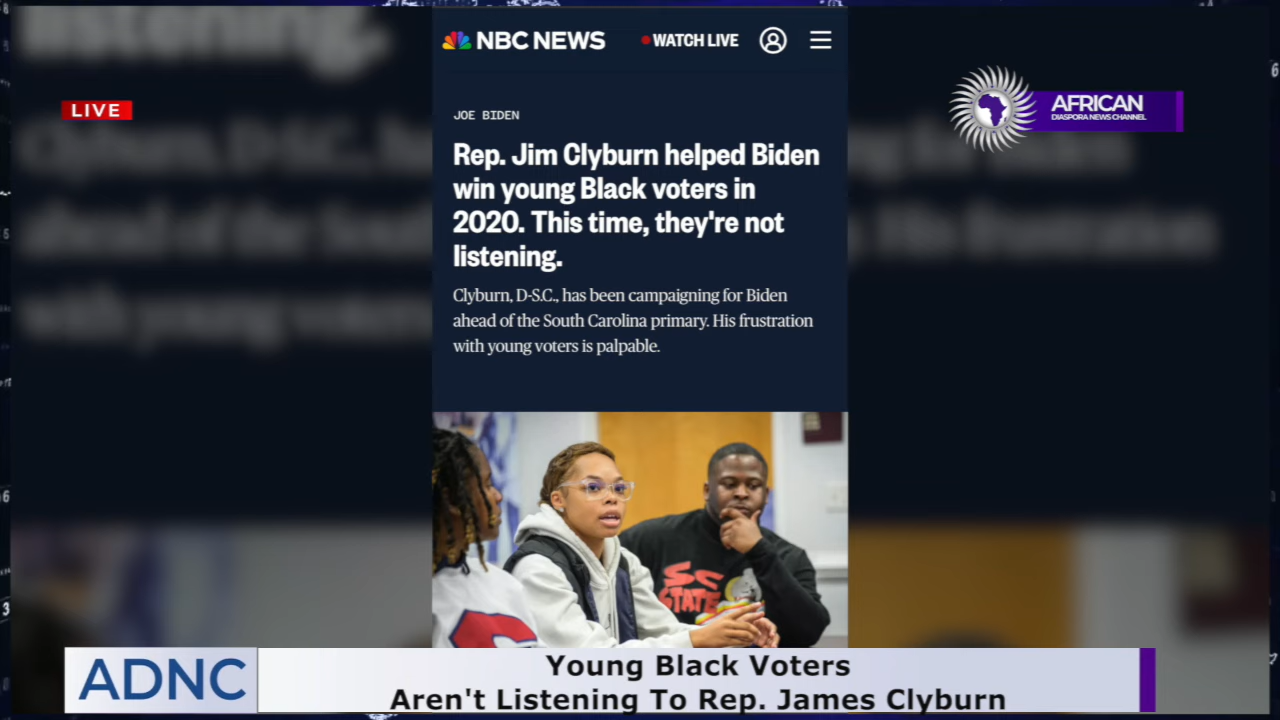 NBC NEWS
WATCH LIVE
LIVE
AFRICAN
DIASPORA NEWS CHANNEL
JOE BIDEN
Rep. Jim Clyburn helped Biden
win young Black voters in
2020. This time, they're not
listening.
Clyburn, D-S.C., has been campaigning for Biden
ahead of the South Carolina primary. His frustration
with young voters is palpable.
SC
STATE
ADNC
Young Black Voters
Aren't Listening To Rep. James Clyburn